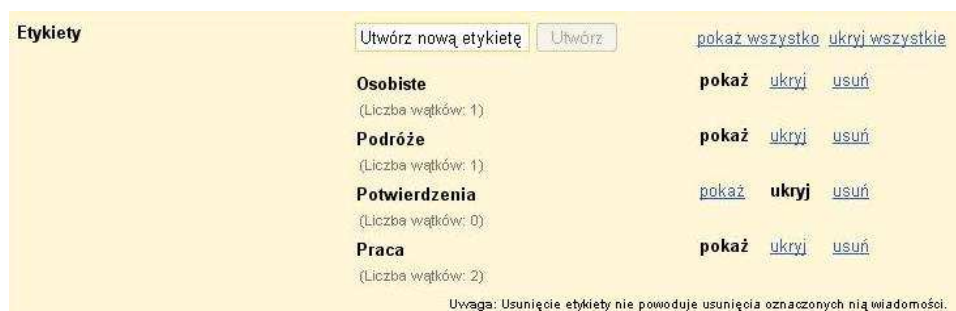 Etykiety
Utwórz nową etykietę Utwórz pokaż wszystko ukryj wszystkie
Osobiste pokaż ukryj usuń
(Liczba wątków: 1)
Podróże pokaż ukryj usuń
(Liczba wątków: 1)
Potwierdzenia pokaż ukryj usuń
(Liczba wątków: 0)
Praca pokaż ukryj usuń
(Liczba wątków: 2)
Uwaga: Usunięcie etykiety nie powoduje usunięcia oznaczonych nią wiadomości.